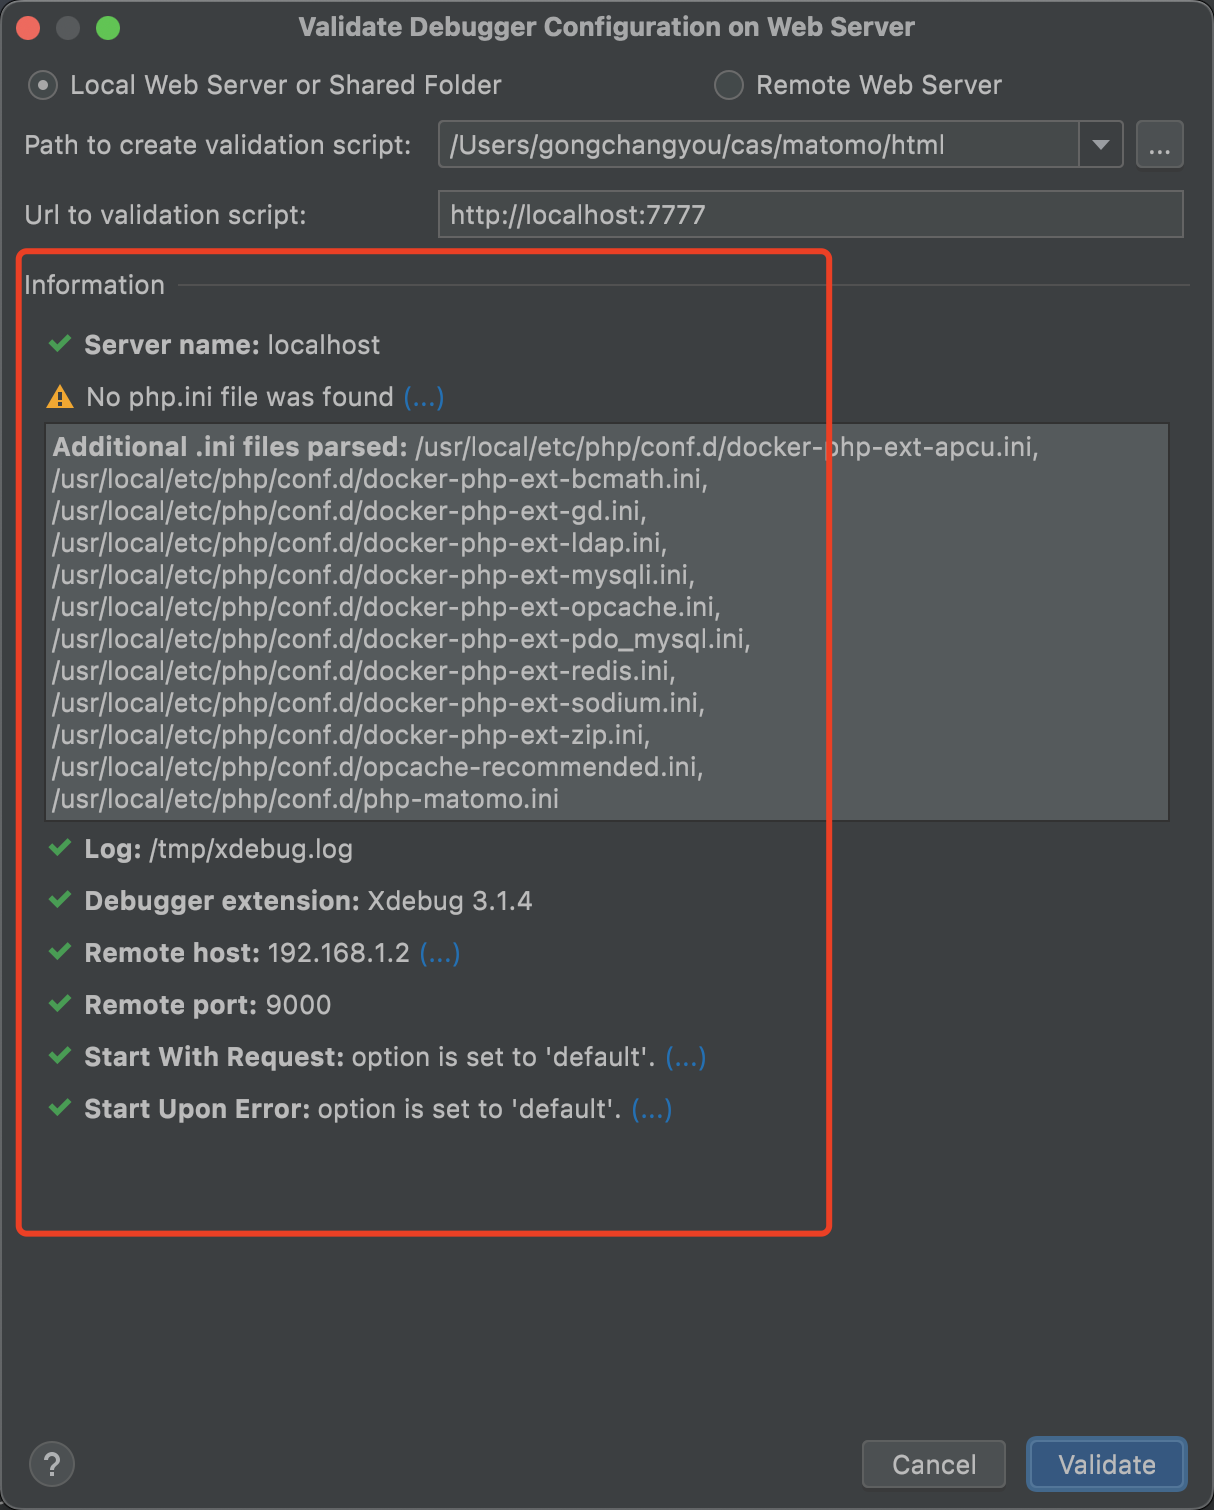 Validate Debugger Configuration on Web Server
Local Web Server or Shared Folder
Remote Web Server
Path to create validation script:
/Users/gongchangyou/cas/matomo/html
...
Url to validation script:
http://localhost:7777
Information
Server name: localhost
No php.ini file was found (...)
Additional .ini files parsed: /usr/local/etc/php/conf.d/docker-php-ext-apcu.ini,
/usr/local/etc/php/conf.d/docker-php-ext-bcmath.ini,
/usr/local/etc/php/conf.d/docker-php-ext-gd.ini,
/usr/local/etc/php/conf.d/docker-php-ext-ldap.ini,
/usr/local/etc/php/conf.d/docker-php-ext-mysqli.ini,
/usr/local/etc/php/conf.d/docker-php-ext-opcache.ini,
/usr/local/etc/php/conf.d/docker-php-ext-pdo_mysql.ini,
/usr/local/etc/php/conf.d/docker-php-ext-redis.ini,
/usr/local/etc/php/conf.d/docker-php-ext-sodium.ini,
/usr/local/etc/php/conf.d/docker-php-ext-zip.ini,
/usr/local/etc/php/conf.d/opcache-recommended.ini,
/usr/local/etc/php/conf.d/php-matomo.ini
Log: /tmp/xdebug.log
Debugger extension: Xdebug 3.1.4
Remote host: 192.168.1.2 (...)
Remote port: 9000
Start With Request: option is set to 'default'. (...)
Start Upon Error: option is set to 'default'. (...)
?
Cancel
Validate